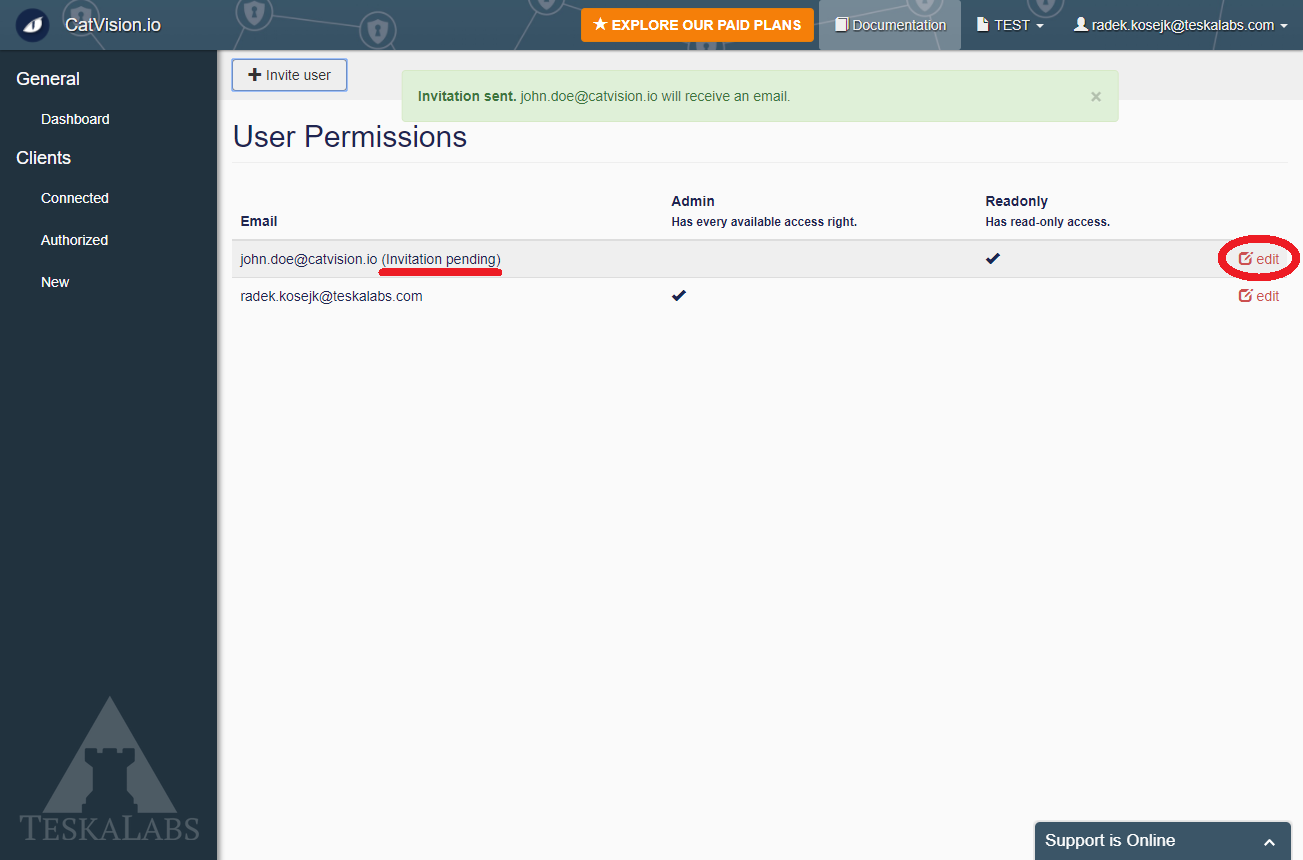 CatVision.io
★ EXPLORE OUR PAID PLANS
Documentation
TEST
radek.kosejk@teskalabs.com
General
Dashboard
Clients
Connected
Authorized
New
TESKALABS
+ Invite user
Invitation sent. john.doe@catvision.io will receive an email. ×
User Permissions
Email
Admin
Has every available access right.
Readonly
Has read-only access.
john.doe@catvision.io (Invitation pending) ✔ edit
radek.kosejk@teskalabs.com ✔ edit
Support is Online